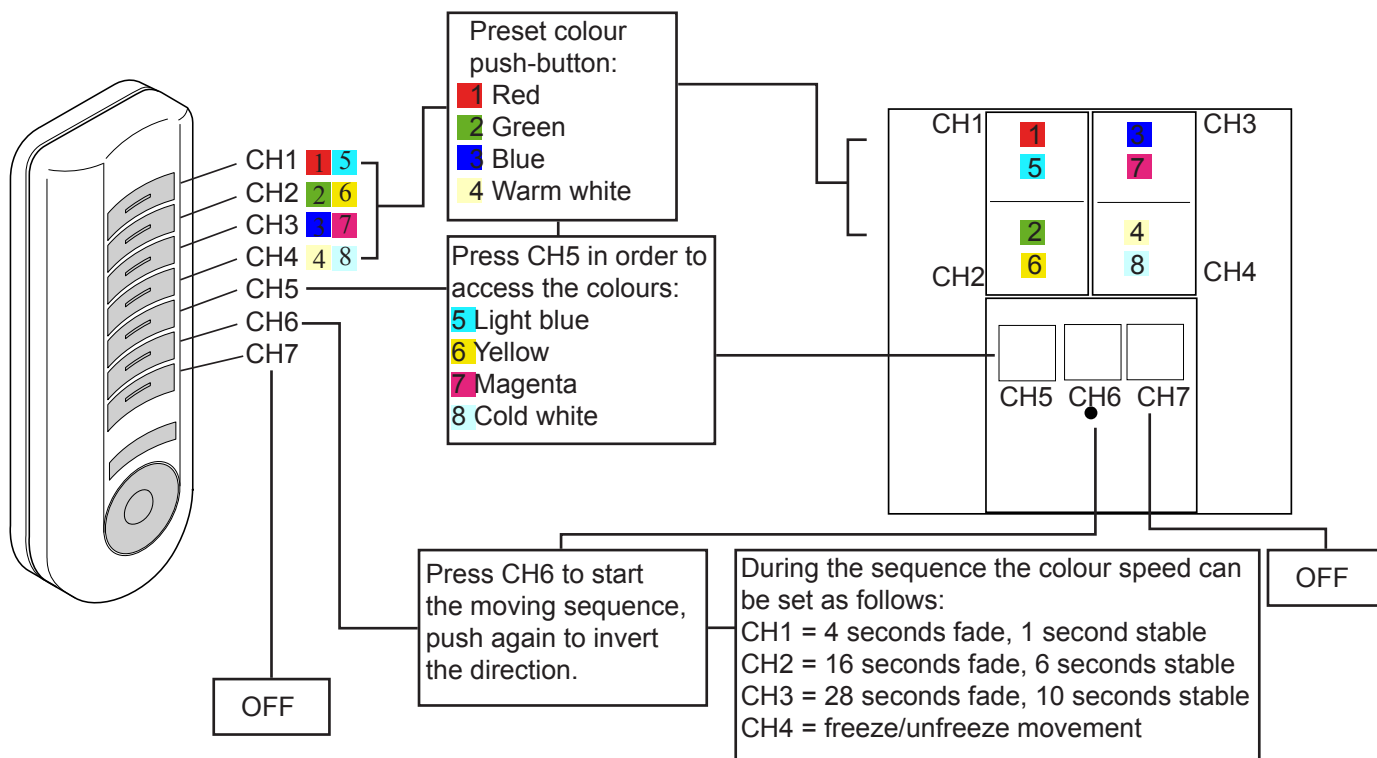 Preset colour
push-button:
1 Red
2 Green
3 Blue
4 Warm white
CH1 1 5
CH2 2 6
CH3 3 7
CH4 4 8
CH5
CH6
CH7
Press CH5 in order to
access the colours:
5 Light blue
6 Yellow
7 Magenta
8 Cold white
CH1 1 3 CH3
5 7
2 4
CH2 6 8 CH4
CH5 CH6 CH7
OFF
Press CH6 to start
the moving sequence,
push again to invert
the direction.
During the sequence the colour speed can
be set as follows:
CH1 = 4 seconds fade, 1 second stable
CH2 = 16 seconds fade, 6 seconds stable
CH3 = 28 seconds fade, 10 seconds stable
CH4 = freeze/unfreeze movement
OFF